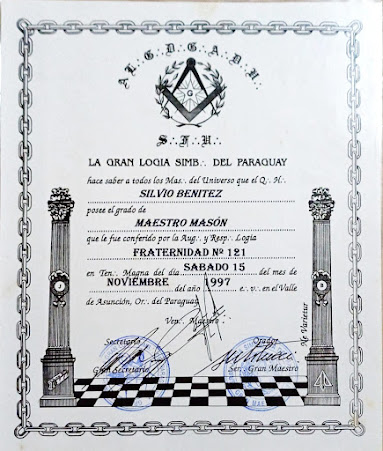 A∴L∴G∴D∴G∴A∴D∴U∴
G
S∴F∴U∴
LA GRAN LOGIA SIMB∴ DEL PARAGUAY
hace saber a todos los Mas∴ del Universo que el Q∴ H∴
SILVIO BENITEZ
posee el grado de
MAESTRO MASÓN
que le fue conferido por la Aug∴ y Resp∴ Logia
FRATERNIDAD Nº 121
en Ten∴ Magna del día SABADO 15 del mes de
NOVIEMBRE del año 1997 e∴ v∴ en el Valle
de Asunción, Or∴ del Paraguay
Ven∴ Maestro
Secretario Orador
Gran Secretario Ser∴ Gran Maestro
Ne Varietur
J B